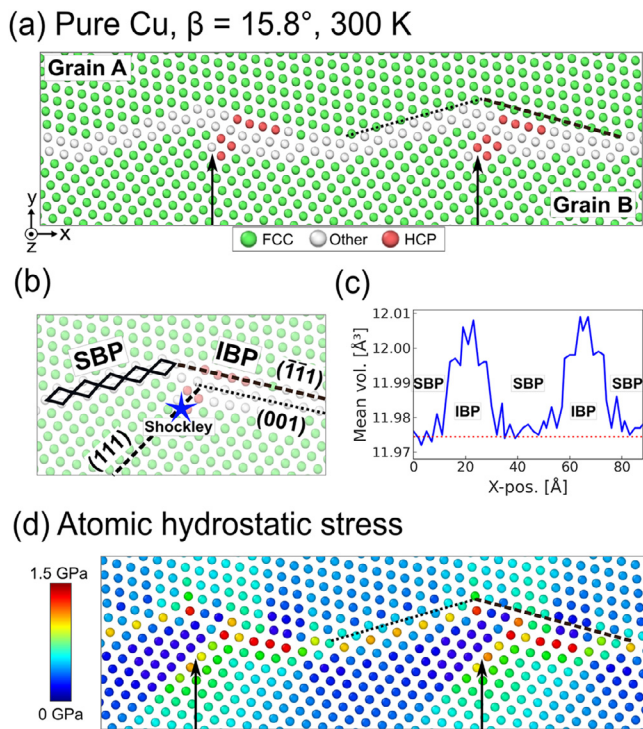 (a) Pure Cu, β = 15.8°, 300 K
Grain A
Grain B
y
z x
FCC Other HCP
(b)
SBP IBP
(1̄11)
(001)
Shockley
(111)
(c)
Mean vol. [Å³]
12.01
12.00
11.99
11.98
11.97
SBP SBP SBP
IBP IBP
0 20 40 60 80
X-pos. [Å]
(d) Atomic hydrostatic stress
1.5 GPa
0 GPa